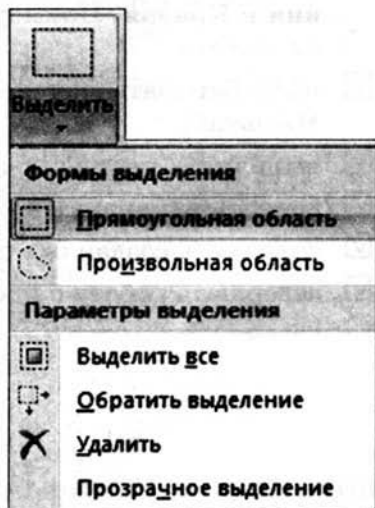 Выделить
Формы выделения
Прямоугольная область
Произвольная область
Параметры выделения
Выделить все
Обратить выделение
Удалить
Прозрачное выделение